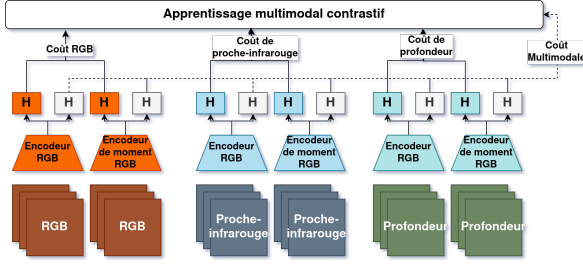 Apprentissage multimodal contrastif
Coût RGB
Coût de
proche-infrarouge
Coût de
profondeur
Coût
Multimodale
H H H H H H H H H H H H
Encodeur
RGB
Encodeur
de moment
RGB
Encodeur
RGB
Encodeur
de moment
RGB
Encodeur
RGB
Encodeur
de moment
RGB
RGB
RGB
Proche-
infrarouge
Proche-
infrarouge
Profondeur
Profondeur